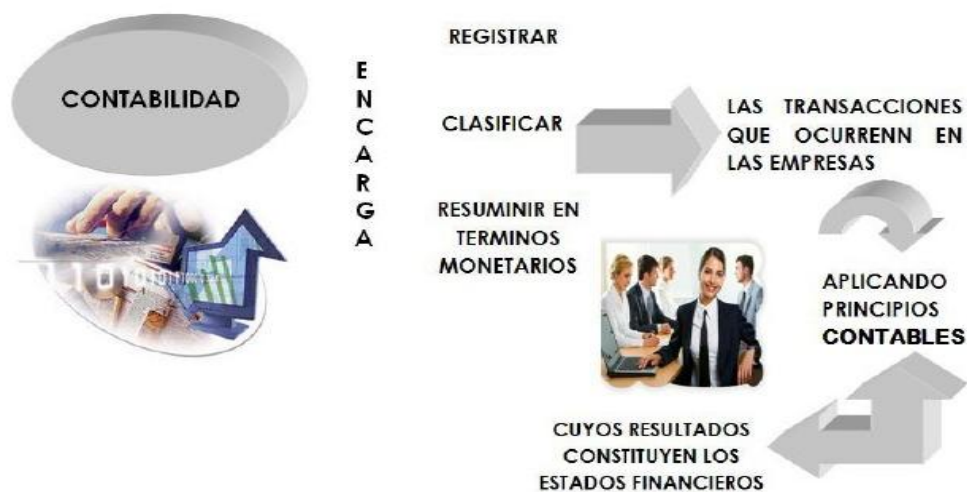 CONTABILIDAD
E
N
C
A
R
G
A
REGISTRAR
CLASIFICAR
RESUMINIR EN
TERMINOS
MONETARIOS
LAS TRANSACCIONES
QUE OCURRENN EN
LAS EMPRESAS
APLICANDO
PRINCIPIOS
CONTABLES
CUYOS RESULTADOS
CONSTITUYEN LOS
ESTADOS FINANCIEROS